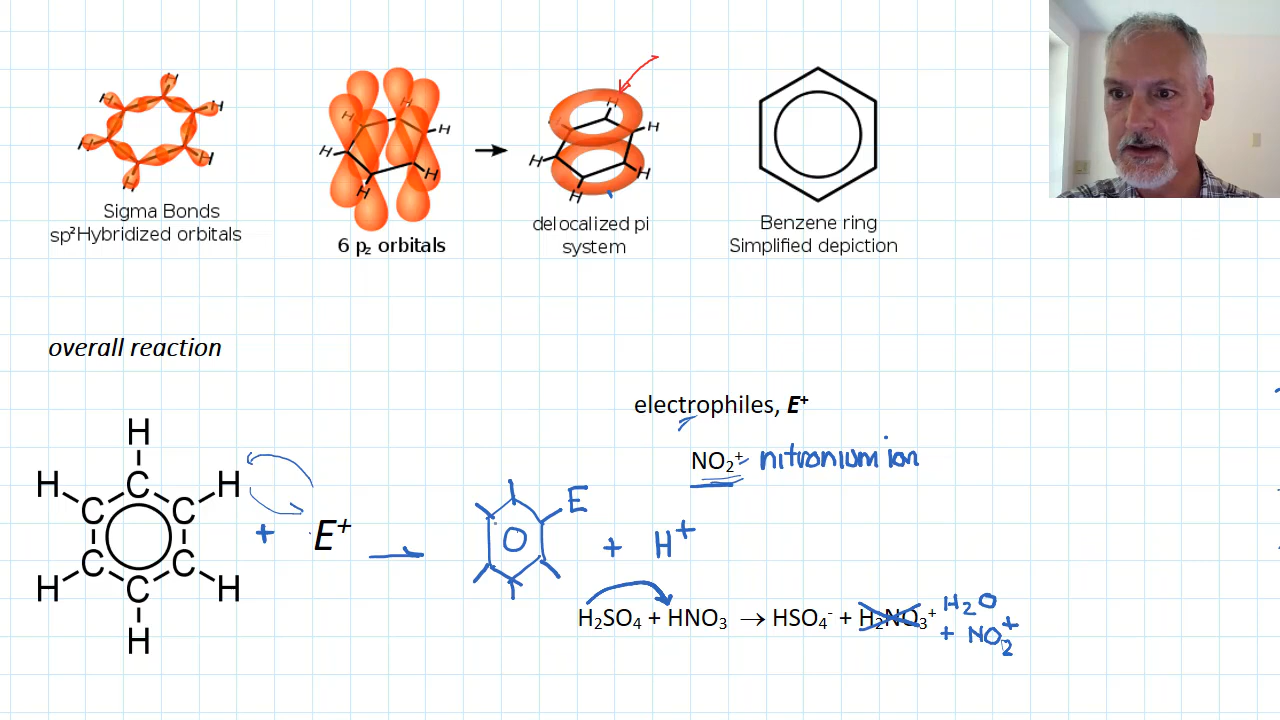 H H H H H H
H H H H H H
H H H H H
Sigma Bonds
sp²Hybridized orbitals
6 p_z orbitals
delocalized pi
system
Benzene ring
Simplified depiction
overall reaction
electrophiles, E⁺
NO₂⁺ nitronium ion
H
H C H
C C
+ E⁺ → E + H⁺
C C
H C H
H
H₂SO₄ + HNO₃ → HSO₄⁻ + H₂NO₃⁺ H₂O
+ NO₂⁺